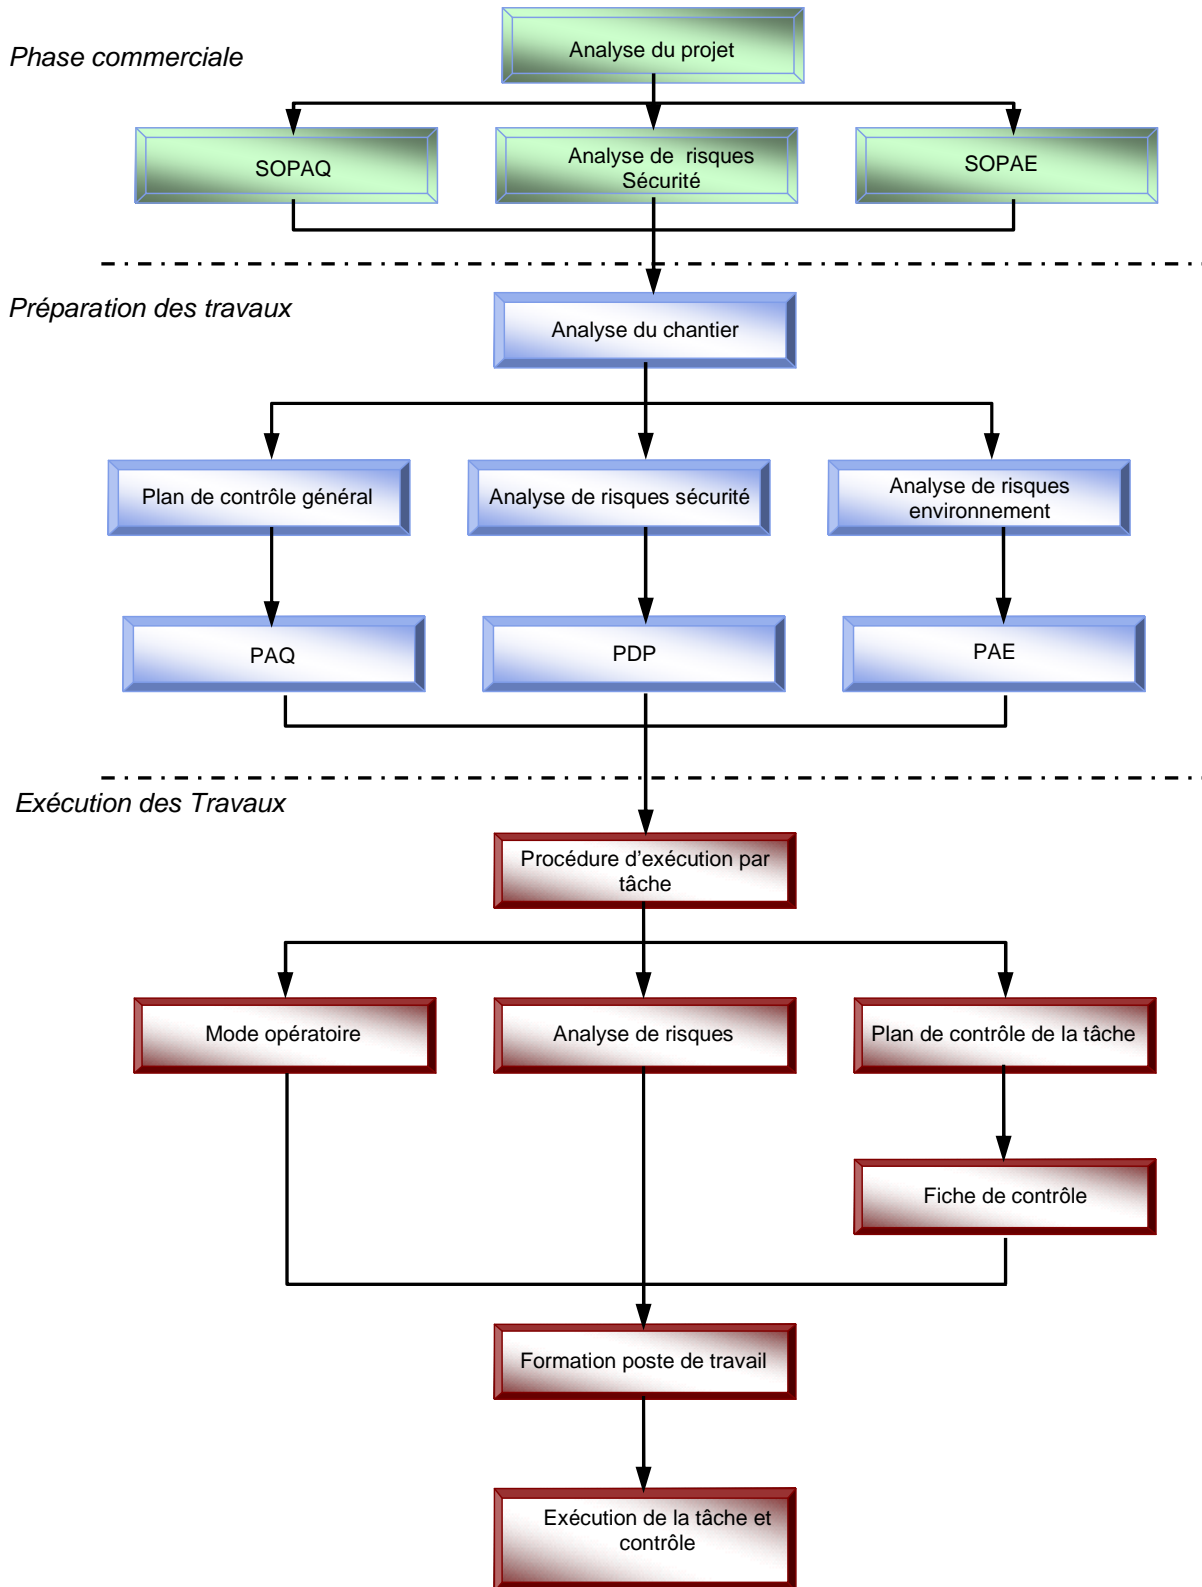 Phase commerciale
Analyse du projet
SOPAQ
Analyse de risques
Sécurité
SOPAE
Préparation des travaux
Analyse du chantier
Plan de contrôle général
Analyse de risques sécurité
Analyse de risques
environnement
PAQ
PDP
PAE
Exécution des Travaux
Procédure d’exécution par
tâche
Mode opératoire
Analyse de risques
Plan de contrôle de la tâche
Fiche de contrôle
Formation poste de travail
Exécution de la tâche et
contrôle